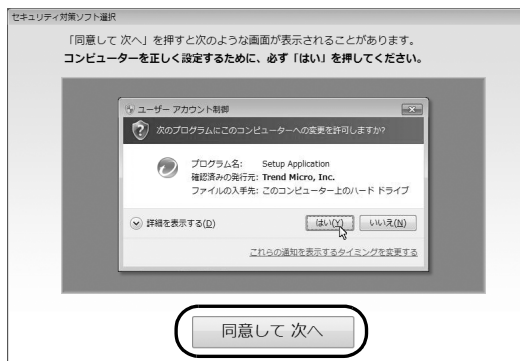 セキュリティ対策ソフト選択
「同意して 次へ」を押すと次のような画面が表示されることがあります。
コンピューターを正しく設定するために、必ず「はい」を押してください。
ユーザー アカウント制御
次のプログラムにこのコンピューターへの変更を許可しますか?
プログラム名: Setup Application
確認済みの発行元: Trend Micro, Inc.
ファイルの入手先: このコンピューター上のハード ドライブ
詳細を表示する(D)
はい(Y) いいえ(N)
これらの通知を表示するタイミングを変更する
同意して 次へ